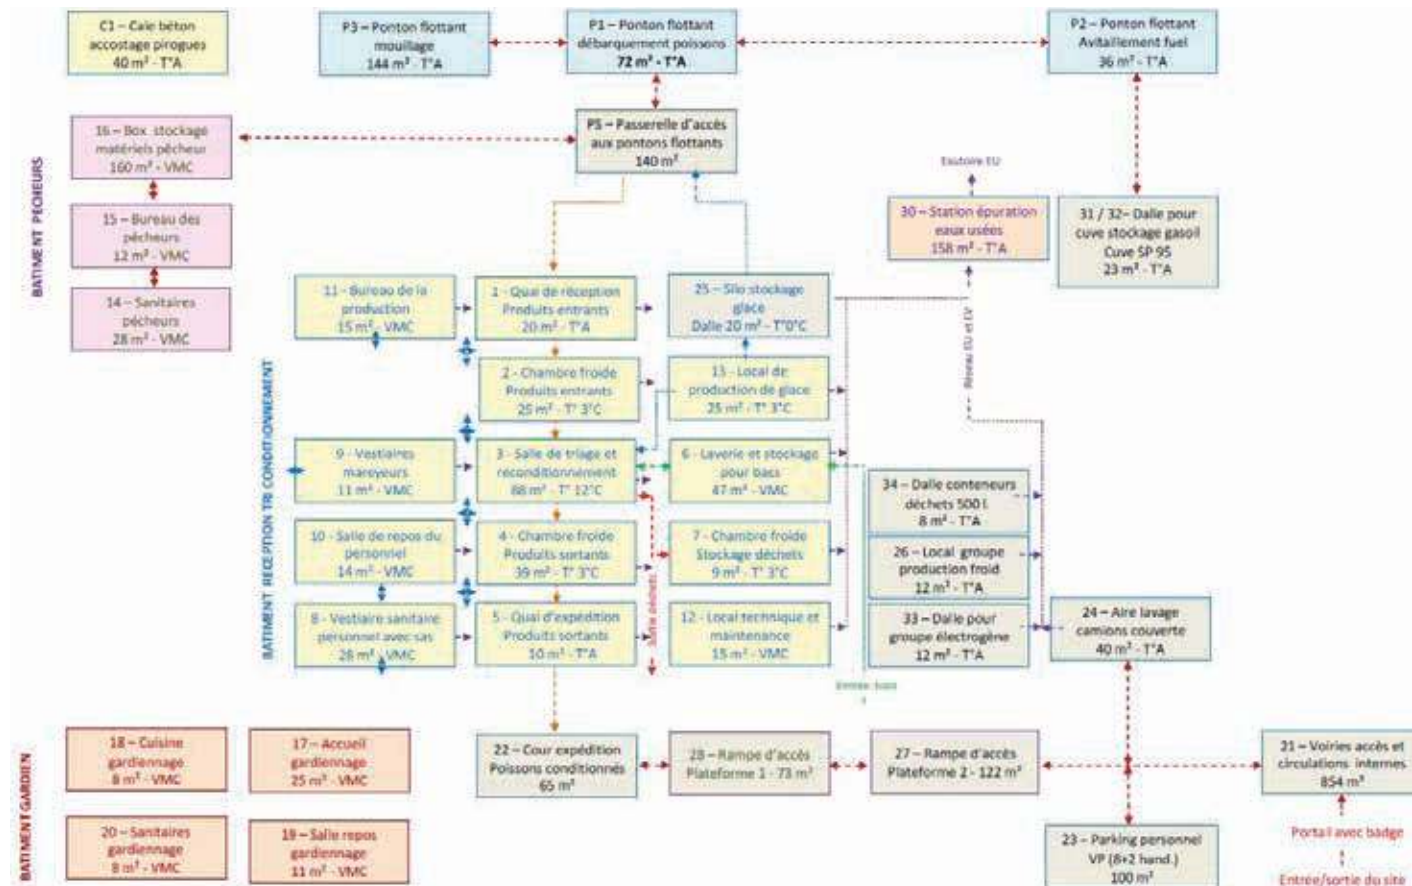 C1 – Cale béton
accostage pirogues
40 m² - T°A
P3 – Ponton flottant
mouillage
144 m² - T°A
P1 – Ponton flottant
débarquement poissons
72 m² - T°A
P2 – Ponton flottant
Avitaillement fuel
36 m² - T°A
BATIMENT PECHEURS
16 – Box stockage
matériels pêcheur
160 m² - VMC
P5 – Passerelle d'accès
aux pontons flottants
140 m²
Exutoire EU
15 – Bureau des
pêcheurs
12 m² - VMC
30 – Station épuration
eaux usées
158 m² - T°A
31 / 32– Dalle pour
cuve stockage gasoil
Cuve SP 95
23 m² - T°A
14 – Sanitaires
pêcheurs
28 m² - VMC
BATIMENT RECEPTION TRI CONDITIONNEMENT
11 - Bureau de la
production
15 m² - VMC
1 - Quai de réception
Produits entrants
20 m² - T°A
25 – Silo stockage
glace
Dalle 20 m² - T°0°C
Réseau EU et EV
2 - Chambre froide
Produits entrants
25 m² - T° 3°C
13 - Local de
production de glace
25 m² - T° 3°C
9 - Vestiaires
mareyeurs
11 m² - VMC
3 - Salle de triage et
reconditionnement
88 m² - T° 12°C
6 - Laverie et stockage
pour bacs
47 m² - VMC
34 – Dalle conteneurs
déchets 500 l
8 m² - T°A
10 - Salle de repos du
personnel
14 m² - VMC
4 - Chambre froide
Produits sortants
39 m² - T° 3°C
7 - Chambre froide
Stockage déchets
9 m² - T° 3°C
26 – Local groupe
production froid
12 m² - T°A
Sortie déchets
8 - Vestiaire sanitaire
personnel avec sas
28 m² - VMC
5 - Quai d'expédition
Produits sortants
10 m² - T°A
12 - Local technique et
maintenance
15 m² - VMC
33 – Dalle pour
groupe électrogène
12 m² - T°A
24 – Aire lavage
camions couverte
40 m² - T°A
Entrée bacs
BATIMENT GARDIEN
18 – Cuisine
gardiennage
8 m² - VMC
17 – Accueil
gardiennage
25 m² - VMC
22 – Cour expédition
Poissons conditionnés
65 m²
28 – Rampe d'accès
Plateforme 1 - 73 m²
27 – Rampe d'accès
Plateforme 2 - 122 m²
21 – Voiries accès et
circulations internes
854 m²
20 – Sanitaires
gardiennage
8 m² - VMC
19 – Salle repos
gardiennage
11 m² - VMC
23 – Parking personnel
VP (8+2 hand.)
100 m²
Portail avec badge
Entrée/sortie du site